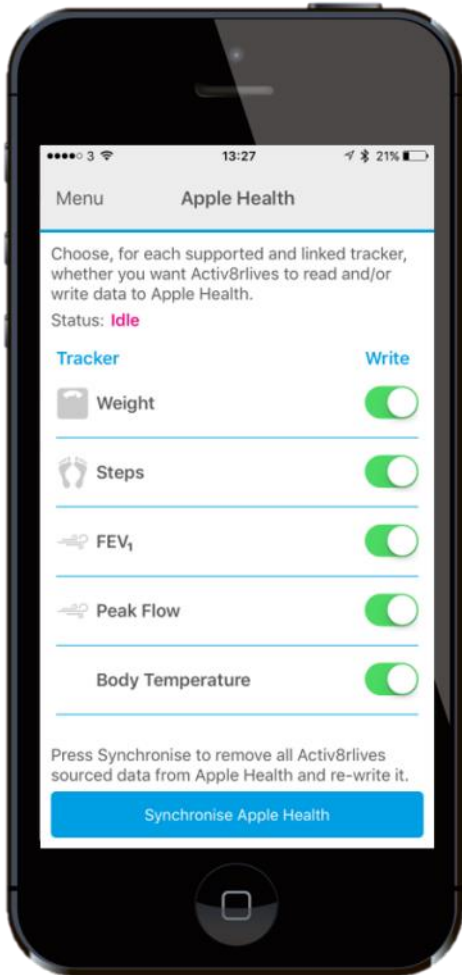 3 13:27 21%
Menu Apple Health
Choose, for each supported and linked tracker,
whether you want Activ8rlives to read and/or
write data to Apple Health.
Status: Idle
Tracker Write
Weight
Steps
FEV₁
Peak Flow
Body Temperature
Press Synchronise to remove all Activ8rlives
sourced data from Apple Health and re-write it.
Synchronise Apple Health